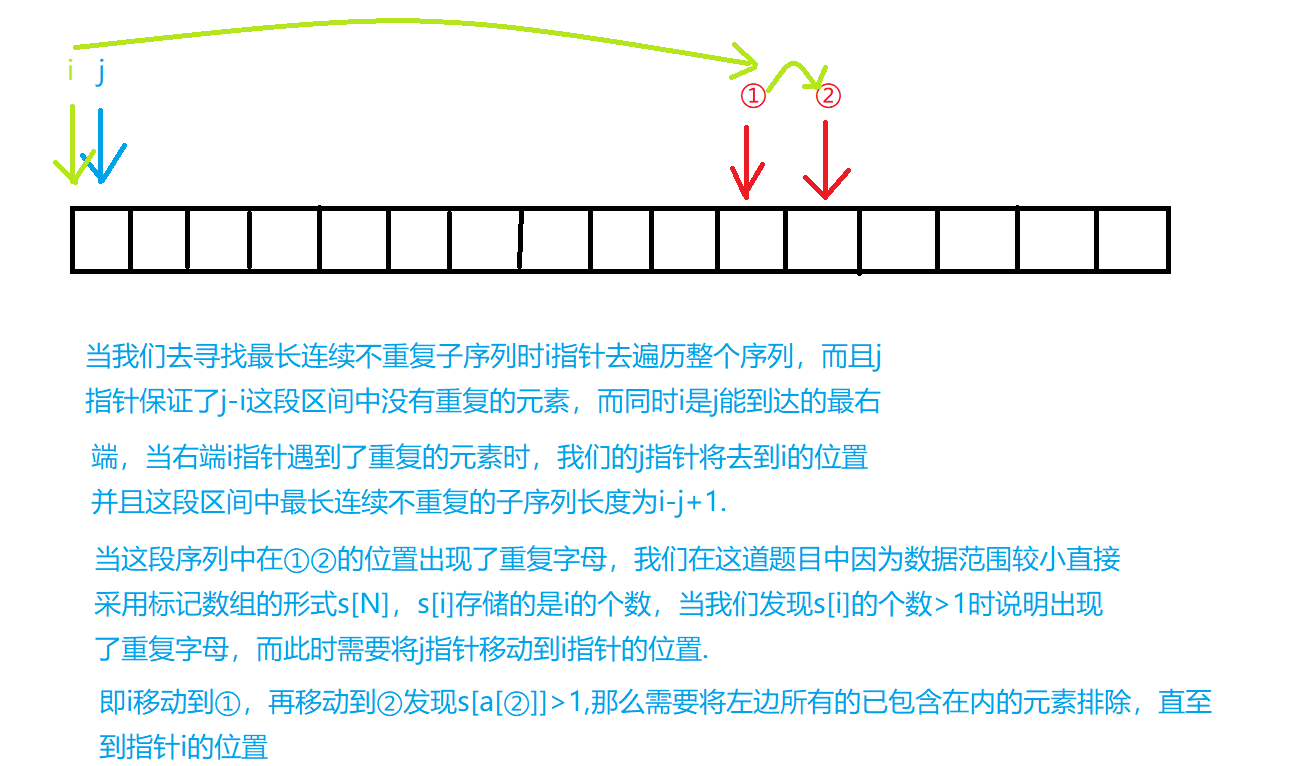 i j
① ②
当我们去寻找最长连续不重复子序列时i指针去遍历整个序列，而且j
指针保证了j-i这段区间中没有重复的元素，而同时i是j能到达的最右
端，当右端i指针遇到了重复的元素时，我们的j指针将去到i的位置
并且这段区间中最长连续不重复的子序列长度为i-j+1.
当这段序列中在①②的位置出现了重复字母，我们在这道题目中因为数据范围较小直接
采用标记数组的形式s[N]，s[i]存储的是i的个数，当我们发现s[i]的个数>1时说明出现
了重复字母，而此时需要将j指针移动到i指针的位置.
即i移动到①，再移动到②发现s[a[②]]>1,那么需要将左边所有的已包含在内的元素排除，直至
到指针i的位置